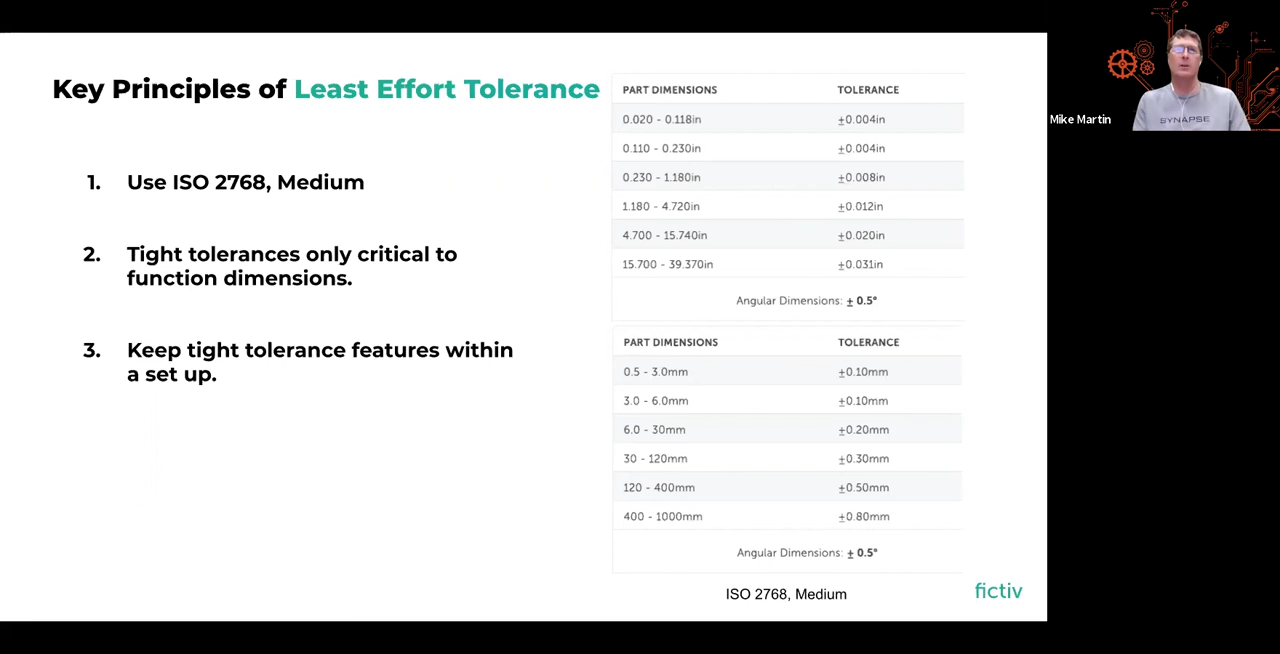 Key Principles of Least Effort Tolerance
1. Use ISO 2768, Medium
2. Tight tolerances only critical to
function dimensions.
3. Keep tight tolerance features within
a set up.
PART DIMENSIONS TOLERANCE
0.020 - 0.118in ±0.004in
0.110 - 0.230in ±0.004in
0.230 - 1.180in ±0.008in
1.180 - 4.720in ±0.012in
4.700 - 15.740in ±0.020in
15.700 - 39.370in ±0.031in
Angular Dimensions: ± 0.5°
PART DIMENSIONS TOLERANCE
0.5 - 3.0mm ±0.10mm
3.0 - 6.0mm ±0.10mm
6.0 - 30mm ±0.20mm
30 - 120mm ±0.30mm
120 - 400mm ±0.50mm
400 - 1000mm ±0.80mm
Angular Dimensions: ± 0.5°
ISO 2768, Medium
fictiv
Mike Martin
SYNAPSE